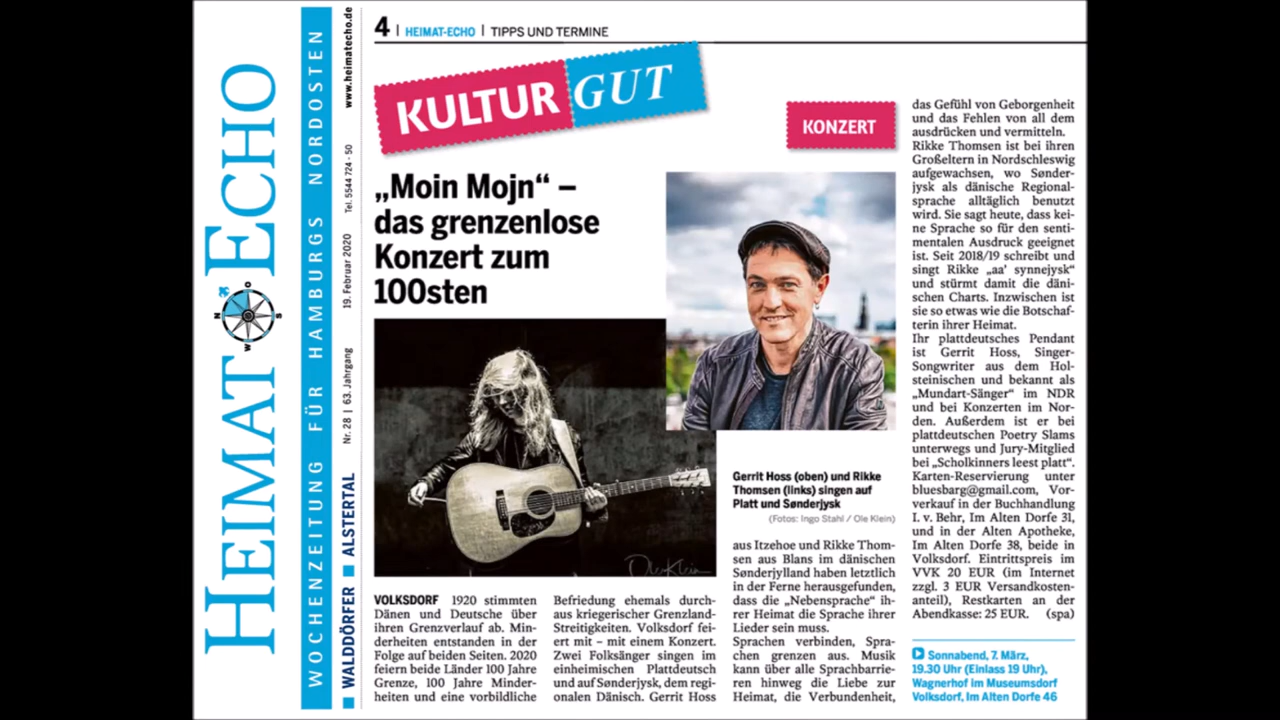 HEIMAT ECHO
WOCHENZEITUNG FÜR HAMBURGS NORDOSTEN
WALDDÖRFER ALSTERTAL Nr. 28 | 63. Jahrgang 19. Februar 2020 Tel. 5544 724 - 50 www.heimatecho.de
4 | HEIMAT-ECHO | TIPPS UND TERMINE
KULTUR GUT
KONZERT
„Moin Mojn“ –
das grenzenlose
Konzert zum
100sten
OleKlein
Gerrit Hoss (oben) und Rikke
Thomsen (links) singen auf
Platt und Sønderjysk
(Fotos: Ingo Stahl / Ole Klein)
VOLKSDORF 1920 stimmten
Dänen und Deutsche über
ihren Grenzverlauf ab. Min-
derheiten entstanden in der
Folge auf beiden Seiten. 2020
feiern beide Länder 100 Jahre
Grenze, 100 Jahre Minder-
heiten und eine vorbildliche
Befriedung ehemals durch-
aus kriegerischer Grenzland-
Streitigkeiten. Volksdorf fei-
ert mit – mit einem Konzert.
Zwei Folksänger singen im
einheimischen Plattdeutsch
und auf Sønderjysk, dem regi-
onalen Dänisch. Gerrit Hoss
aus Itzehoe und Rikke Thom-
sen aus Blans im dänischen
Sønderjylland haben letztlich
in der Ferne herausgefunden,
dass die „Nebensprache“ ih-
rer Heimat die Sprache ihrer
Lieder sein muss.
Sprachen verbinden, Spra-
chen grenzen aus. Musik
kann über alle Sprachbarrie-
ren hinweg die Liebe zur
Heimat, die Verbundenheit,
das Gefühl von Geborgenheit
und das Fehlen von all dem
ausdrücken und vermitteln.
Rikke Thomsen ist bei ihren
Großeltern in Nordschleswig
aufgewachsen, wo Sønder-
jysk als dänische Regional-
sprache alltäglich benutzt
wird. Sie sagt heute, dass kei-
ne Sprache so für den senti-
mentalen Ausdruck geeignet
ist. Seit 2018/19 schreibt und
singt Rikke „aa’ synnejysk“
und stürmt damit die däni-
schen Charts. Inzwischen ist
sie so etwas wie die Botschaf-
terin ihrer Heimat.
Ihr plattdeutsches Pendant
ist Gerrit Hoss, Singer-
Songwriter aus dem Hol-
steinischen und bekannt als
„Mundart-Sänger“ im NDR
und bei Konzerten im Nor-
den. Außerdem ist er bei
plattdeutschen Poetry Slams
unterwegs und Jury-Mitglied
bei „Scholkinners leest platt“.
Karten-Reservierung unter
bluesbarg@gmail.com, Vor-
verkauf in der Buchhandlung
I. v. Behr, Im Alten Dorfe 31,
und in der Alten Apotheke,
Im Alten Dorfe 38, beide in
Volksdorf. Eintrittspreis im
VVK 20 EUR (im Internet
zzgl. 3 EUR Versandkosten-
anteil), Restkarten an der
Abendkasse: 25 EUR. (spa)
Sonnabend, 7. März,
19.30 Uhr (Einlass 19 Uhr),
Wagnerhof im Museumsdorf
Volksdorf, Im Alten Dorfe 46